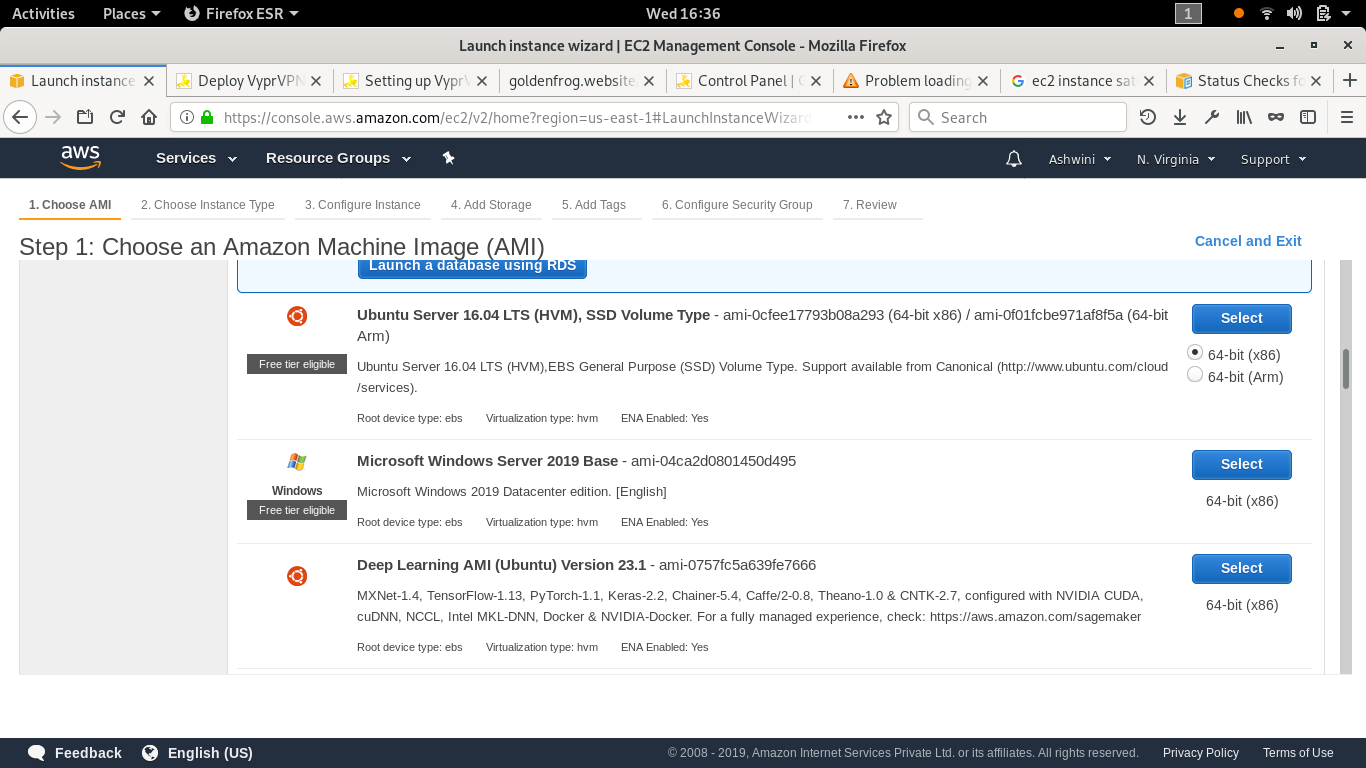 Activities Places Firefox ESR Wed 16:36 1
Launch instance wizard | EC2 Management Console - Mozilla Firefox
Launch instance Deploy VyprVPN Setting up Vypr goldenfrog.website Control Panel | Problem loading ec2 instance sta Status Checks fo
https://console.aws.amazon.com/ec2/v2/home?region=us-east-1#LaunchInstanceWizard Search
aws Services Resource Groups Ashwini N. Virginia Support
1. Choose AMI 2. Choose Instance Type 3. Configure Instance 4. Add Storage 5. Add Tags 6. Configure Security Group 7. Review
Step 1: Choose an Amazon Machine Image (AMI) Cancel and Exit
Launch a database using RDS
Ubuntu Server 16.04 LTS (HVM), SSD Volume Type - ami-0cfee17793b08a293 (64-bit x86) / ami-0f01fcbe971af8f5a (64-bit
Arm)
Select
64-bit (x86)
64-bit (Arm)
Free tier eligible
Ubuntu Server 16.04 LTS (HVM),EBS General Purpose (SSD) Volume Type. Support available from Canonical (http://www.ubuntu.com/cloud
/services).
Root device type: ebs Virtualization type: hvm ENA Enabled: Yes
Microsoft Windows Server 2019 Base - ami-04ca2d0801450d495
Select
64-bit (x86)
Windows
Free tier eligible
Microsoft Windows 2019 Datacenter edition. [English]
Root device type: ebs Virtualization type: hvm ENA Enabled: Yes
Deep Learning AMI (Ubuntu) Version 23.1 - ami-0757fc5a639fe7666
Select
64-bit (x86)
MXNet-1.4, TensorFlow-1.13, PyTorch-1.1, Keras-2.2, Chainer-5.4, Caffe/2-0.8, Theano-1.0 & CNTK-2.7, configured with NVIDIA CUDA,
cuDNN, NCCL, Intel MKL-DNN, Docker & NVIDIA-Docker. For a fully managed experience, check: https://aws.amazon.com/sagemaker
Root device type: ebs Virtualization type: hvm ENA Enabled: Yes
Feedback English (US) © 2008 - 2019, Amazon Internet Services Private Ltd. or its affiliates. All rights reserved. Privacy Policy Terms of Use